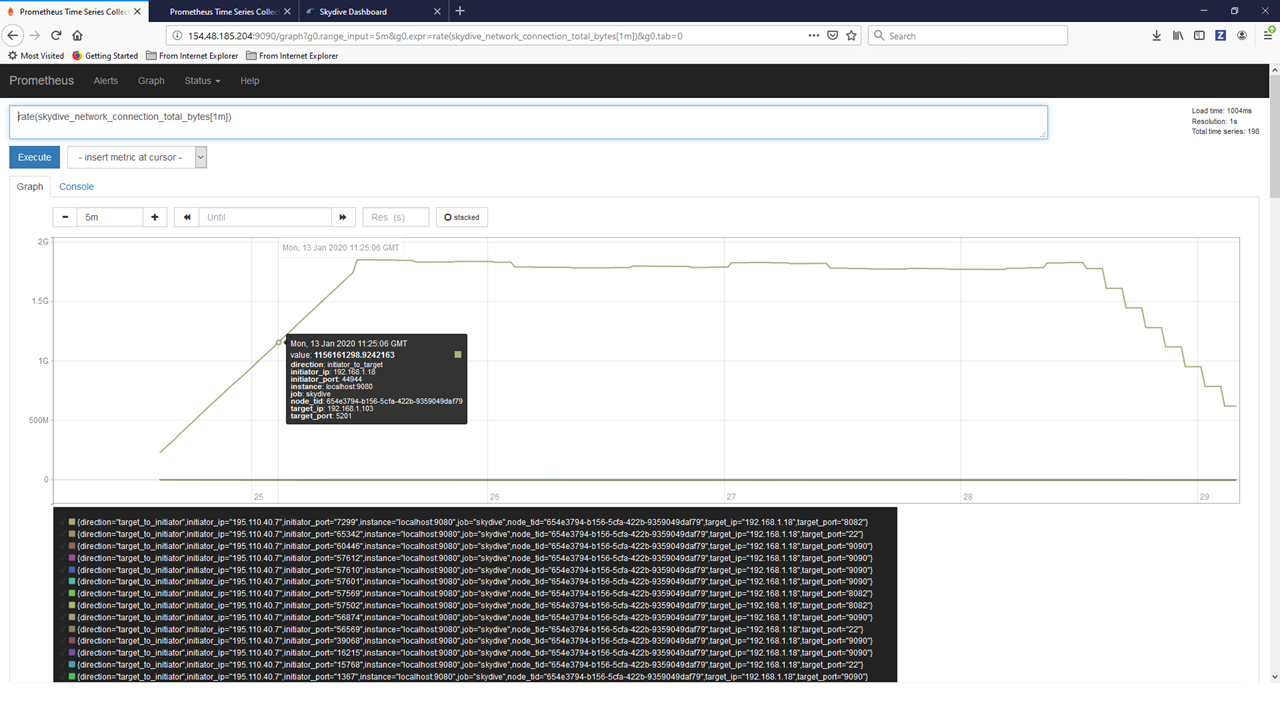 Prometheus Time Series Collec
Prometheus Time Series Collec
Skydive Dashboard
154.48.185.204:9090/graph?g0.range_input=5m&g0.expr=rate(skydive_network_connection_total_bytes[1m])&g0.tab=0
Search
Most Visited
Getting Started
From Internet Explorer
From Internet Explorer
Prometheus
Alerts
Graph
Status
Help
rate(skydive_network_connection_total_bytes[1m])
Load time: 1004ms
Resolution: 1s
Total time series: 198
Execute
- insert metric at cursor -
Graph
Console
5m
Until
Res. (s)
stacked
2G
Mon, 13 Jan 2020 11:25:06 GMT
1.5G
Mon, 13 Jan 2020 11:25:06 GMT
value: 1156161298.9242163
direction: initiator_to_target
initiator_ip: 192.168.1.18
initiator_port: 44944
instance: localhost:9080
job: skydive
node_tid: 654e3794-b156-5cfa-422b-9359049daf79
target_ip: 192.168.1.103
target_port: 5201
1G
500M
0
25
26
27
28
29
{direction="target_to_initiator",initiator_ip="195.110.40.7",initiator_port="7299",instance="localhost:9080",job="skydive",node_tid="654e3794-b156-5cfa-422b-9359049daf79",target_ip="192.168.1.18",target_port="8082"}
{direction="target_to_initiator",initiator_ip="195.110.40.7",initiator_port="65342",instance="localhost:9080",job="skydive",node_tid="654e3794-b156-5cfa-422b-9359049daf79",target_ip="192.168.1.18",target_port="22"}
{direction="target_to_initiator",initiator_ip="195.110.40.7",initiator_port="60446",instance="localhost:9080",job="skydive",node_tid="654e3794-b156-5cfa-422b-9359049daf79",target_ip="192.168.1.18",target_port="9090"}
{direction="target_to_initiator",initiator_ip="195.110.40.7",initiator_port="57612",instance="localhost:9080",job="skydive",node_tid="654e3794-b156-5cfa-422b-9359049daf79",target_ip="192.168.1.18",target_port="9090"}
{direction="target_to_initiator",initiator_ip="195.110.40.7",initiator_port="57610",instance="localhost:9080",job="skydive",node_tid="654e3794-b156-5cfa-422b-9359049daf79",target_ip="192.168.1.18",target_port="9090"}
{direction="target_to_initiator",initiator_ip="195.110.40.7",initiator_port="57601",instance="localhost:9080",job="skydive",node_tid="654e3794-b156-5cfa-422b-9359049daf79",target_ip="192.168.1.18",target_port="9090"}
{direction="target_to_initiator",initiator_ip="195.110.40.7",initiator_port="57569",instance="localhost:9080",job="skydive",node_tid="654e3794-b156-5cfa-422b-9359049daf79",target_ip="192.168.1.18",target_port="8082"}
{direction="target_to_initiator",initiator_ip="195.110.40.7",initiator_port="57502",instance="localhost:9080",job="skydive",node_tid="654e3794-b156-5cfa-422b-9359049daf79",target_ip="192.168.1.18",target_port="8082"}
{direction="target_to_initiator",initiator_ip="195.110.40.7",initiator_port="56874",instance="localhost:9080",job="skydive",node_tid="654e3794-b156-5cfa-422b-9359049daf79",target_ip="192.168.1.18",target_port="9090"}
{direction="target_to_initiator",initiator_ip="195.110.40.7",initiator_port="56569",instance="localhost:9080",job="skydive",node_tid="654e3794-b156-5cfa-422b-9359049daf79",target_ip="192.168.1.18",target_port="22"}
{direction="target_to_initiator",initiator_ip="195.110.40.7",initiator_port="39068",instance="localhost:9080",job="skydive",node_tid="654e3794-b156-5cfa-422b-9359049daf79",target_ip="192.168.1.18",target_port="9090"}
{direction="target_to_initiator",initiator_ip="195.110.40.7",initiator_port="16215",instance="localhost:9080",job="skydive",node_tid="654e3794-b156-5cfa-422b-9359049daf79",target_ip="192.168.1.18",target_port="9090"}
{direction="target_to_initiator",initiator_ip="195.110.40.7",initiator_port="15768",instance="localhost:9080",job="skydive",node_tid="654e3794-b156-5cfa-422b-9359049daf79",target_ip="192.168.1.18",target_port="22"}
{direction="target_to_initiator",initiator_ip="195.110.40.7",initiator_port="1367",instance="localhost:9080",job="skydive",node_tid="654e3794-b156-5cfa-422b-9359049daf79",target_ip="192.168.1.18",target_port="9090"}